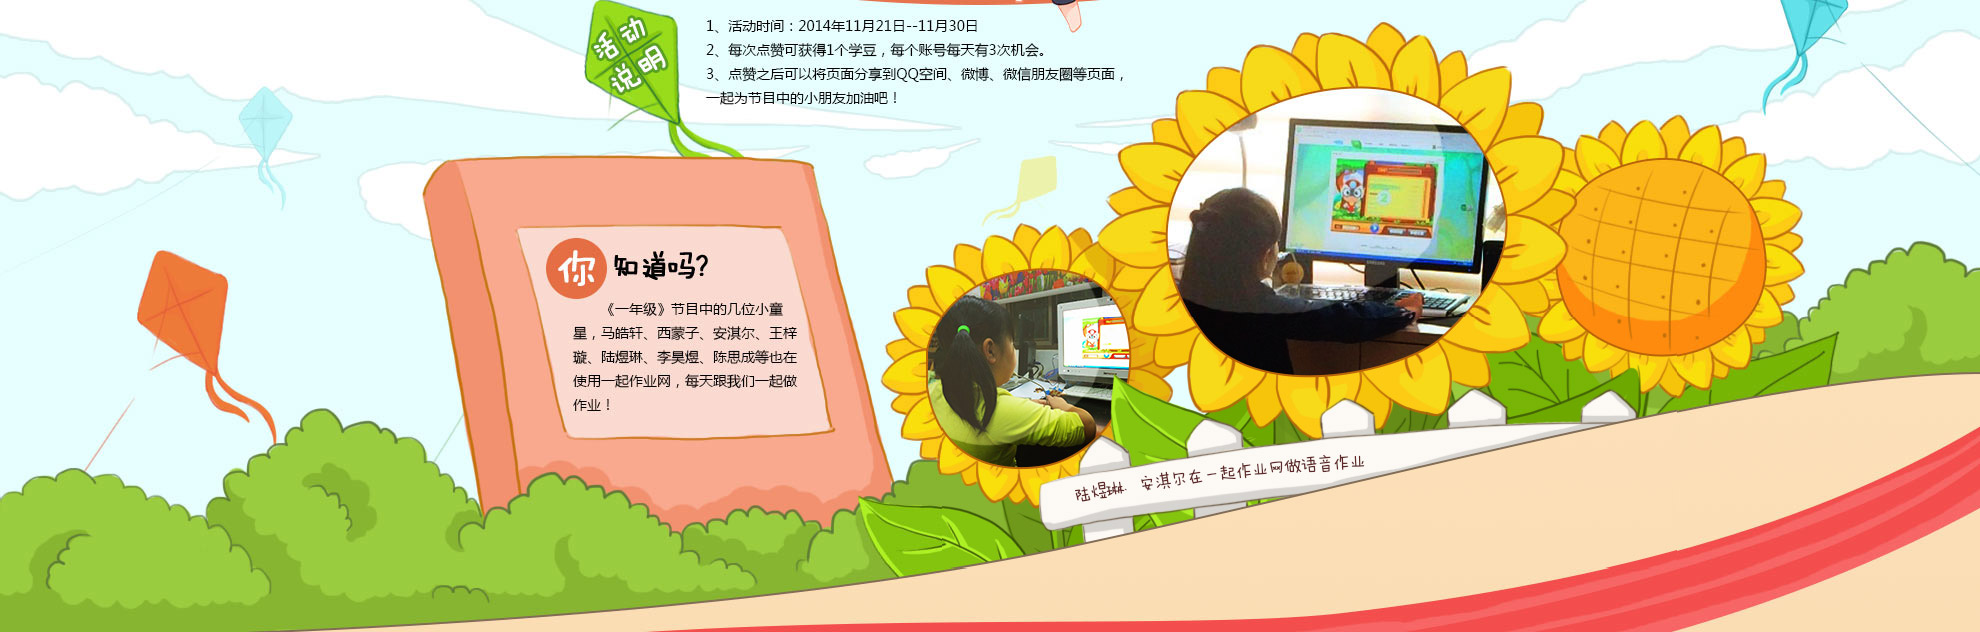 活动
说明
1、活动时间：2014年11月21日--11月30日
2、每次点赞可获得1个学豆，每个账号每天有3次机会。
3、点赞之后可以将页面分享到QQ空间、微博、微信朋友圈等页面，
一起为节目中的小朋友加油吧！
你知道吗?
《一年级》节目中的几位小童
星，马皓轩、西蒙子、安淇尔、王梓
璇、陆煜琳、李昊煜、陈思成等也在
使用一起作业网，每天跟我们一起做
作业！
陆煜琳 安淇尔在一起作业网做语音作业